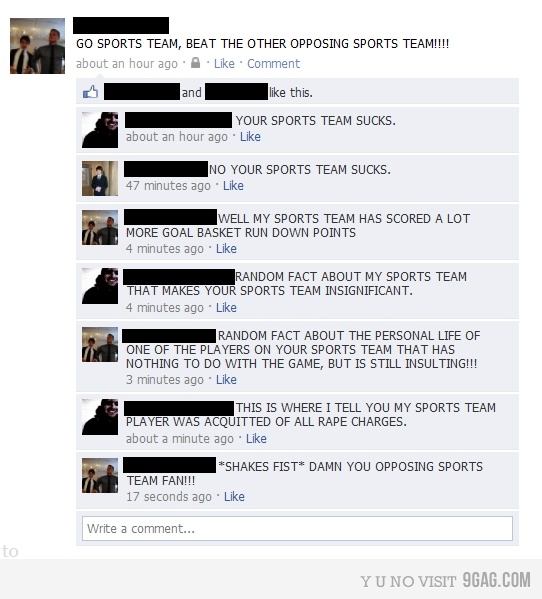 GO SPORTS TEAM, BEAT THE OTHER OPPOSING SPORTS TEAM!!!!
about an hour ago · · Like · Comment
and like this.
YOUR SPORTS TEAM SUCKS.
about an hour ago · Like
NO YOUR SPORTS TEAM SUCKS.
47 minutes ago · Like
WELL MY SPORTS TEAM HAS SCORED A LOT
MORE GOAL BASKET RUN DOWN POINTS
4 minutes ago · Like
RANDOM FACT ABOUT MY SPORTS TEAM
THAT MAKES YOUR SPORTS TEAM INSIGNIFICANT.
4 minutes ago · Like
RANDOM FACT ABOUT THE PERSONAL LIFE OF
ONE OF THE PLAYERS ON YOUR SPORTS TEAM THAT HAS
NOTHING TO DO WITH THE GAME, BUT IS STILL INSULTING!!!
3 minutes ago · Like
THIS IS WHERE I TELL YOU MY SPORTS TEAM
PLAYER WAS ACQUITTED OF ALL RAPE CHARGES.
about a minute ago · Like
*SHAKES FIST* DAMN YOU OPPOSING SPORTS
TEAM FAN!!!
17 seconds ago · Like
Write a comment...
to
Y U NO VISIT 9GAG.COM